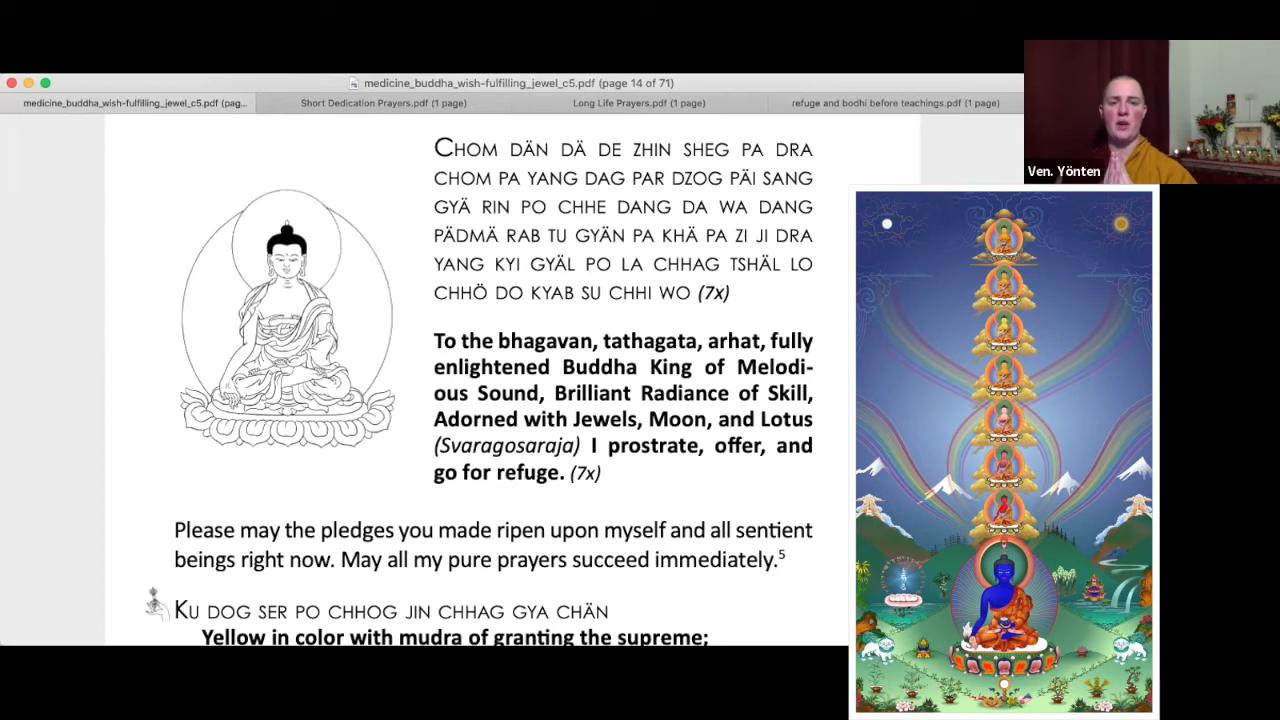 medicine_buddha_wish-fulfilling_jewel_c5.pdf (page 14 of 71)
medicine_buddha_wish-fulfilling_jewel_c5.pdf (pag...
Short Dedication Prayers.pdf (1 page)
Long Life Prayers.pdf (1 page)
refuge and bodhi before teachings.pdf (1 page)
Ven. Yönten
CHOM DÄN DÄ DE ZHIN SHEG PA DRA
CHOM PA YANG DAG PAR DZOG PÄI SANG
GYÄ RIN PO CHHE DANG DA WA DANG
PÄDMÄ RAB TU GYÄN PA KHÄ PA ZI JI DRA
YANG KYI GYÄL PO LA CHHAG TSHÄL LO
CHHÖ DO KYAB SU CHHI WO (7x)
To the bhagavan, tathagata, arhat, fully
enlightened Buddha King of Melodi-
ous Sound, Brilliant Radiance of Skill,
Adorned with Jewels, Moon, and Lotus
(Svaragosaraja) I prostrate, offer, and
go for refuge. (7x)
Please may the pledges you made ripen upon myself and all sentient
beings right now. May all my pure prayers succeed immediately.5
KU DOG SER PO CHHOG JIN CHHAG GYA CHÄN
Yellow in color with mudra of granting the supreme;